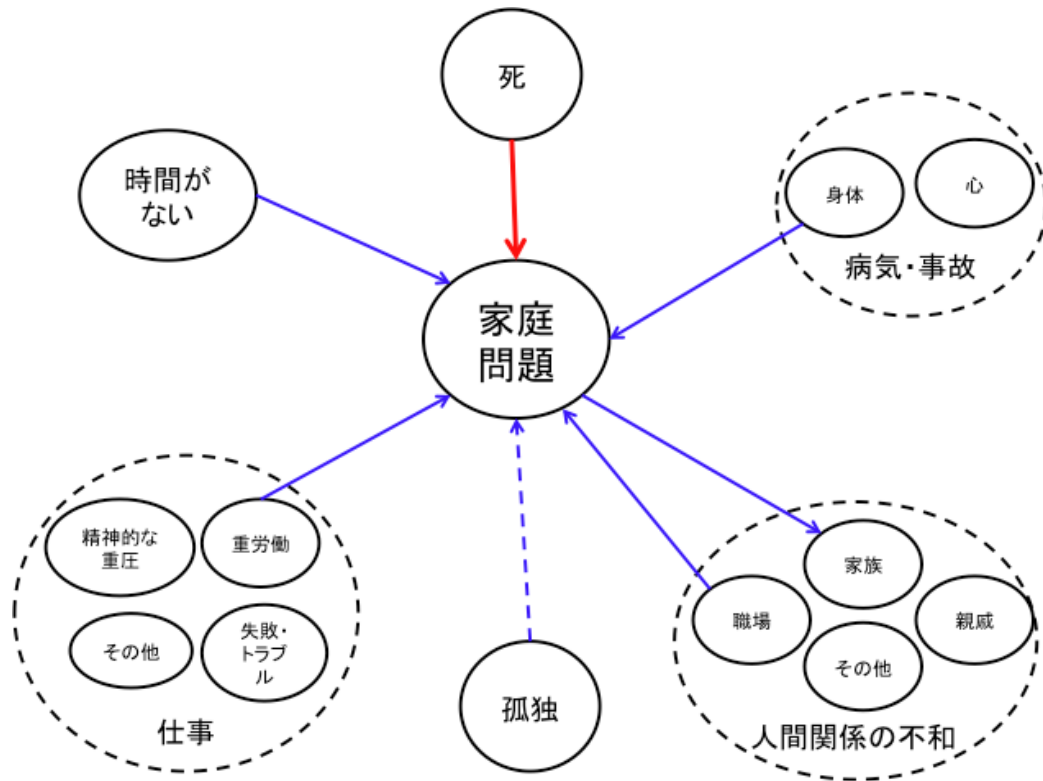 死
時間が
ない
身体
心
病気・事故
家庭
問題
精神的な
重圧
重労働
その他
失敗・
トラブ
ル
仕事
孤独
家族
職場
親戚
その他
人間関係の不和